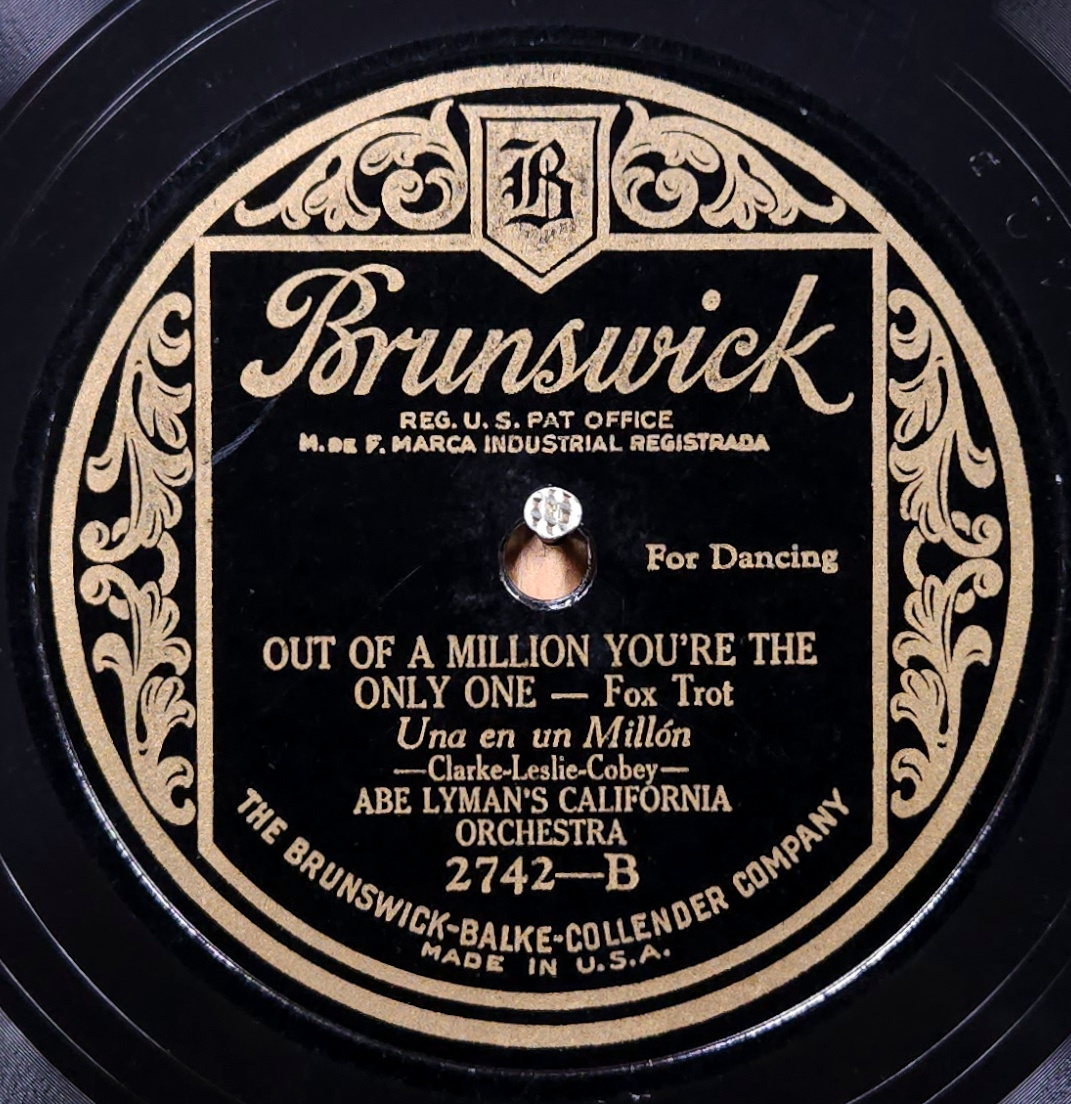 B
Brunswick
REG. U. S. PAT OFFICE
M. DE F. MARCA INDUSTRIAL REGISTRADA
For Dancing
OUT OF A MILLION YOU'RE THE
ONLY ONE — Fox Trot
Una en un Millón
—Clarke-Leslie-Cobey—
ABE LYMAN'S CALIFORNIA
ORCHESTRA
2742—B
THE BRUNSWICK-BALKE-COLLENDER COMPANY
MADE IN U.S.A.